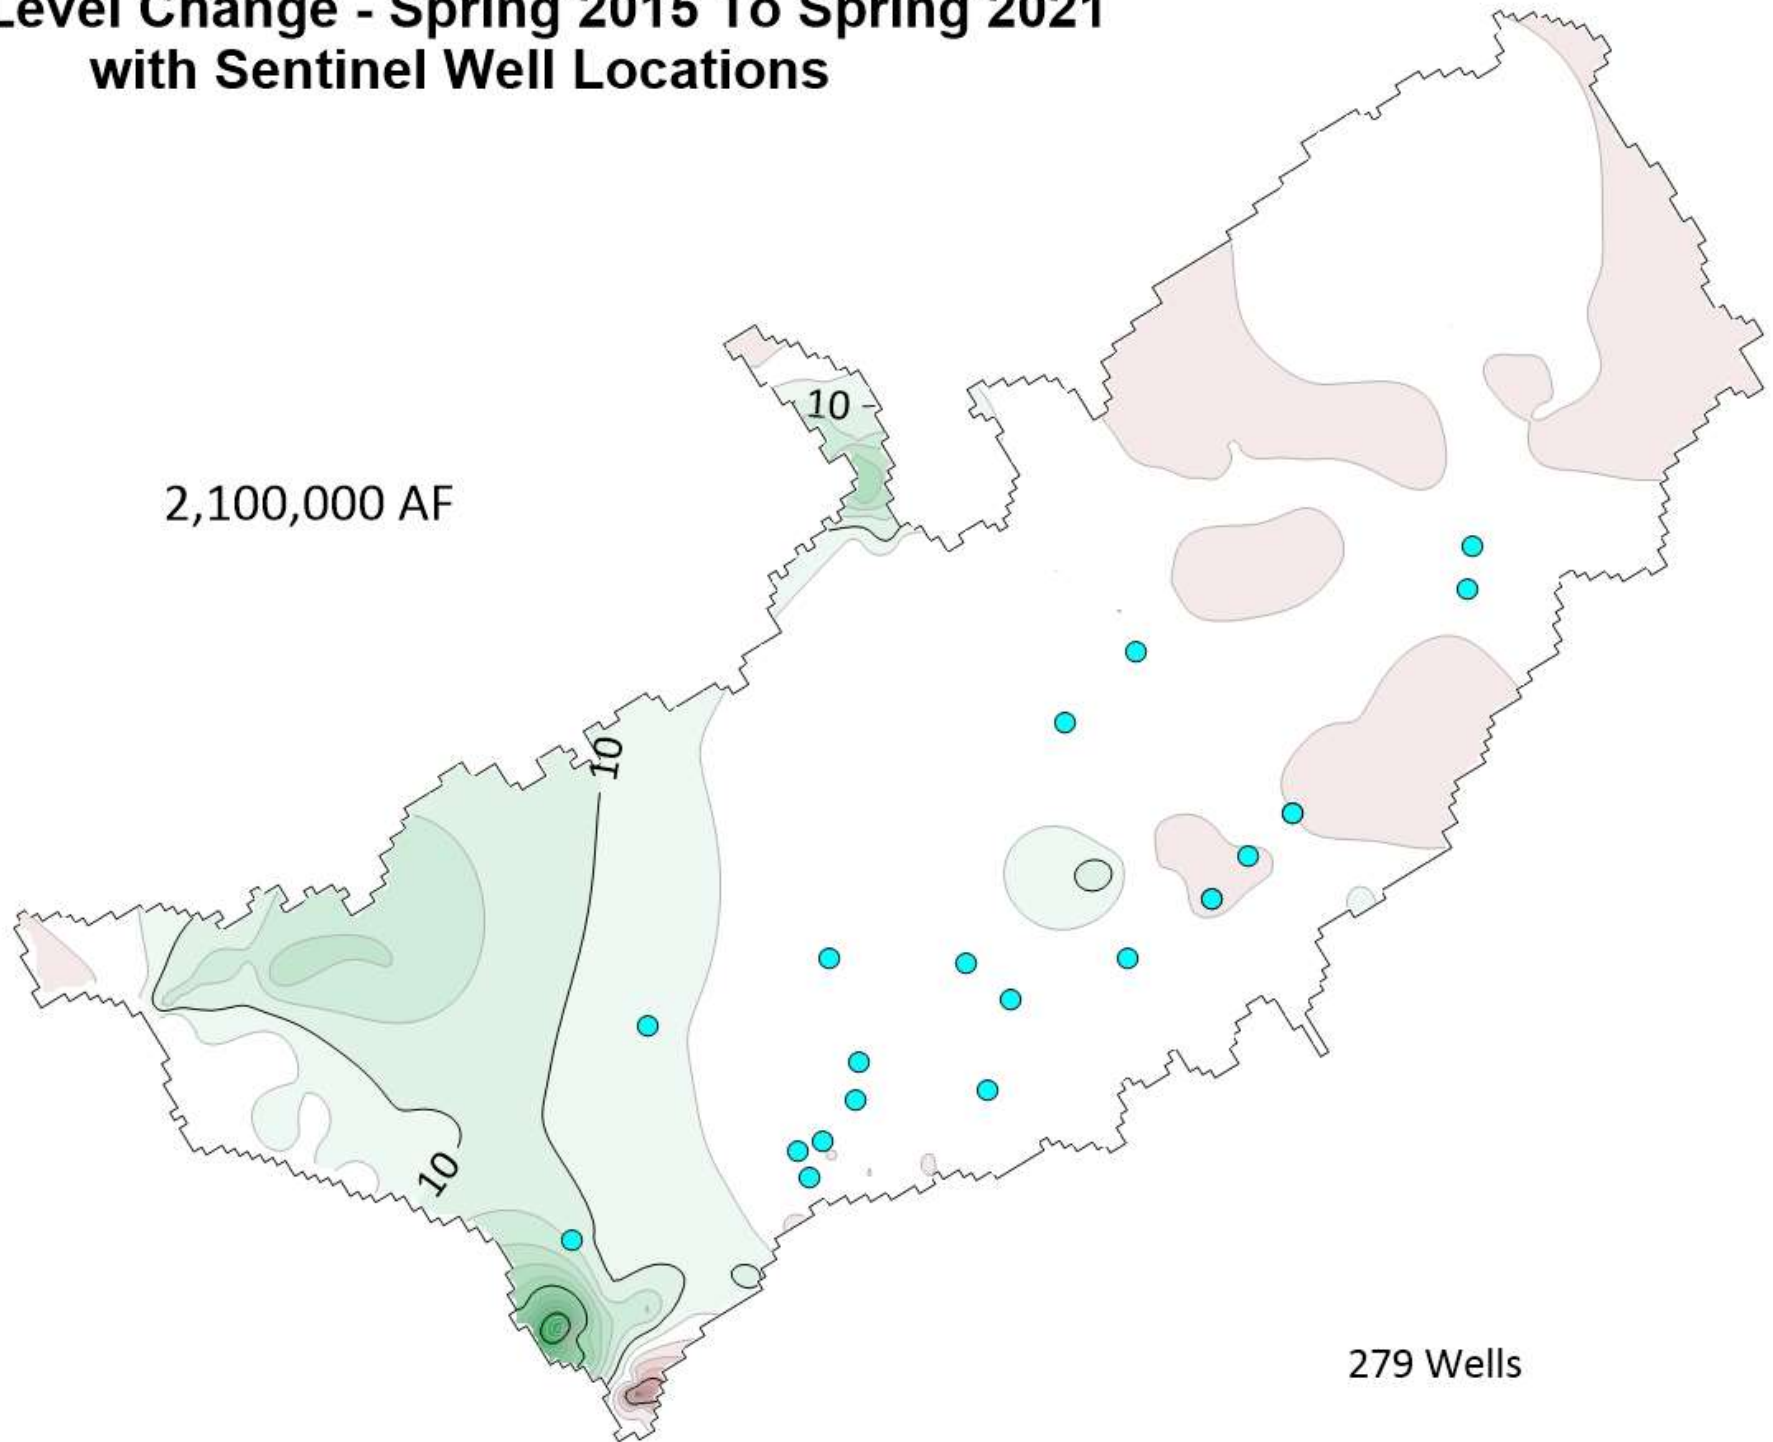 Level Change - Spring 2015 To Spring 2021
with Sentinel Well Locations
10
2,100,000 AF
10
10
279 Wells